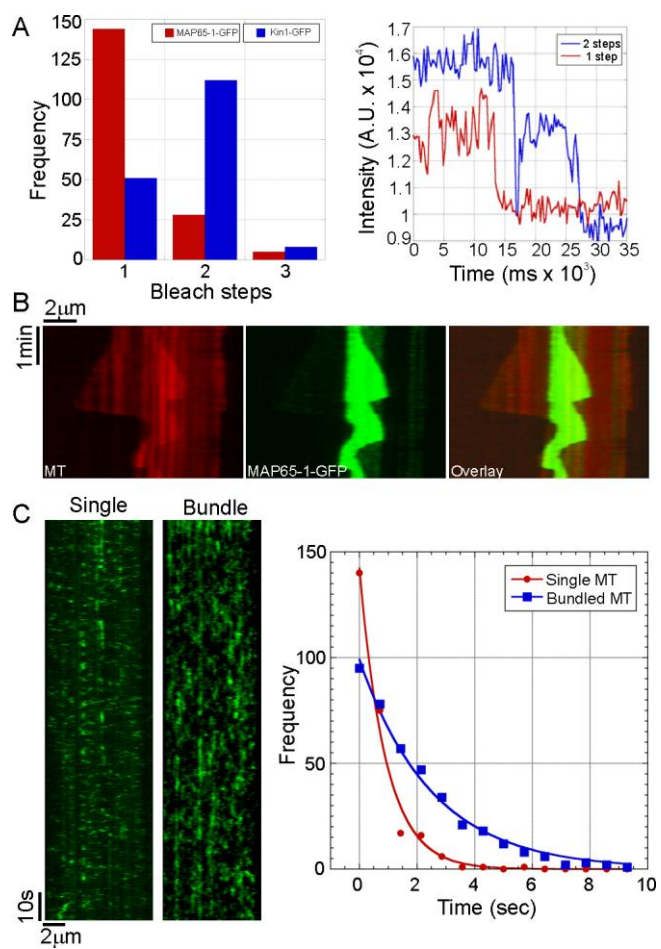 A
150
125
100
75
50
25
0
Frequency
MAP65-1-GFP
Kin1-GFP
1 2 3
Bleach steps
1.7
1.6
1.5
1.4
1.3
1.2
1.1
1
0.9
Intensity (A.U. x 10⁴)
2 steps
1 step
0 5 10 15 20 25 30 35
Time (ms x 10³)
B
2μm
1min
MT
MAP65-1-GFP
Overlay
C
Single
Bundle
10s
2μm
150
100
50
0
Frequency
Single MT
Bundled MT
0 2 4 6 8 10
Time (sec)